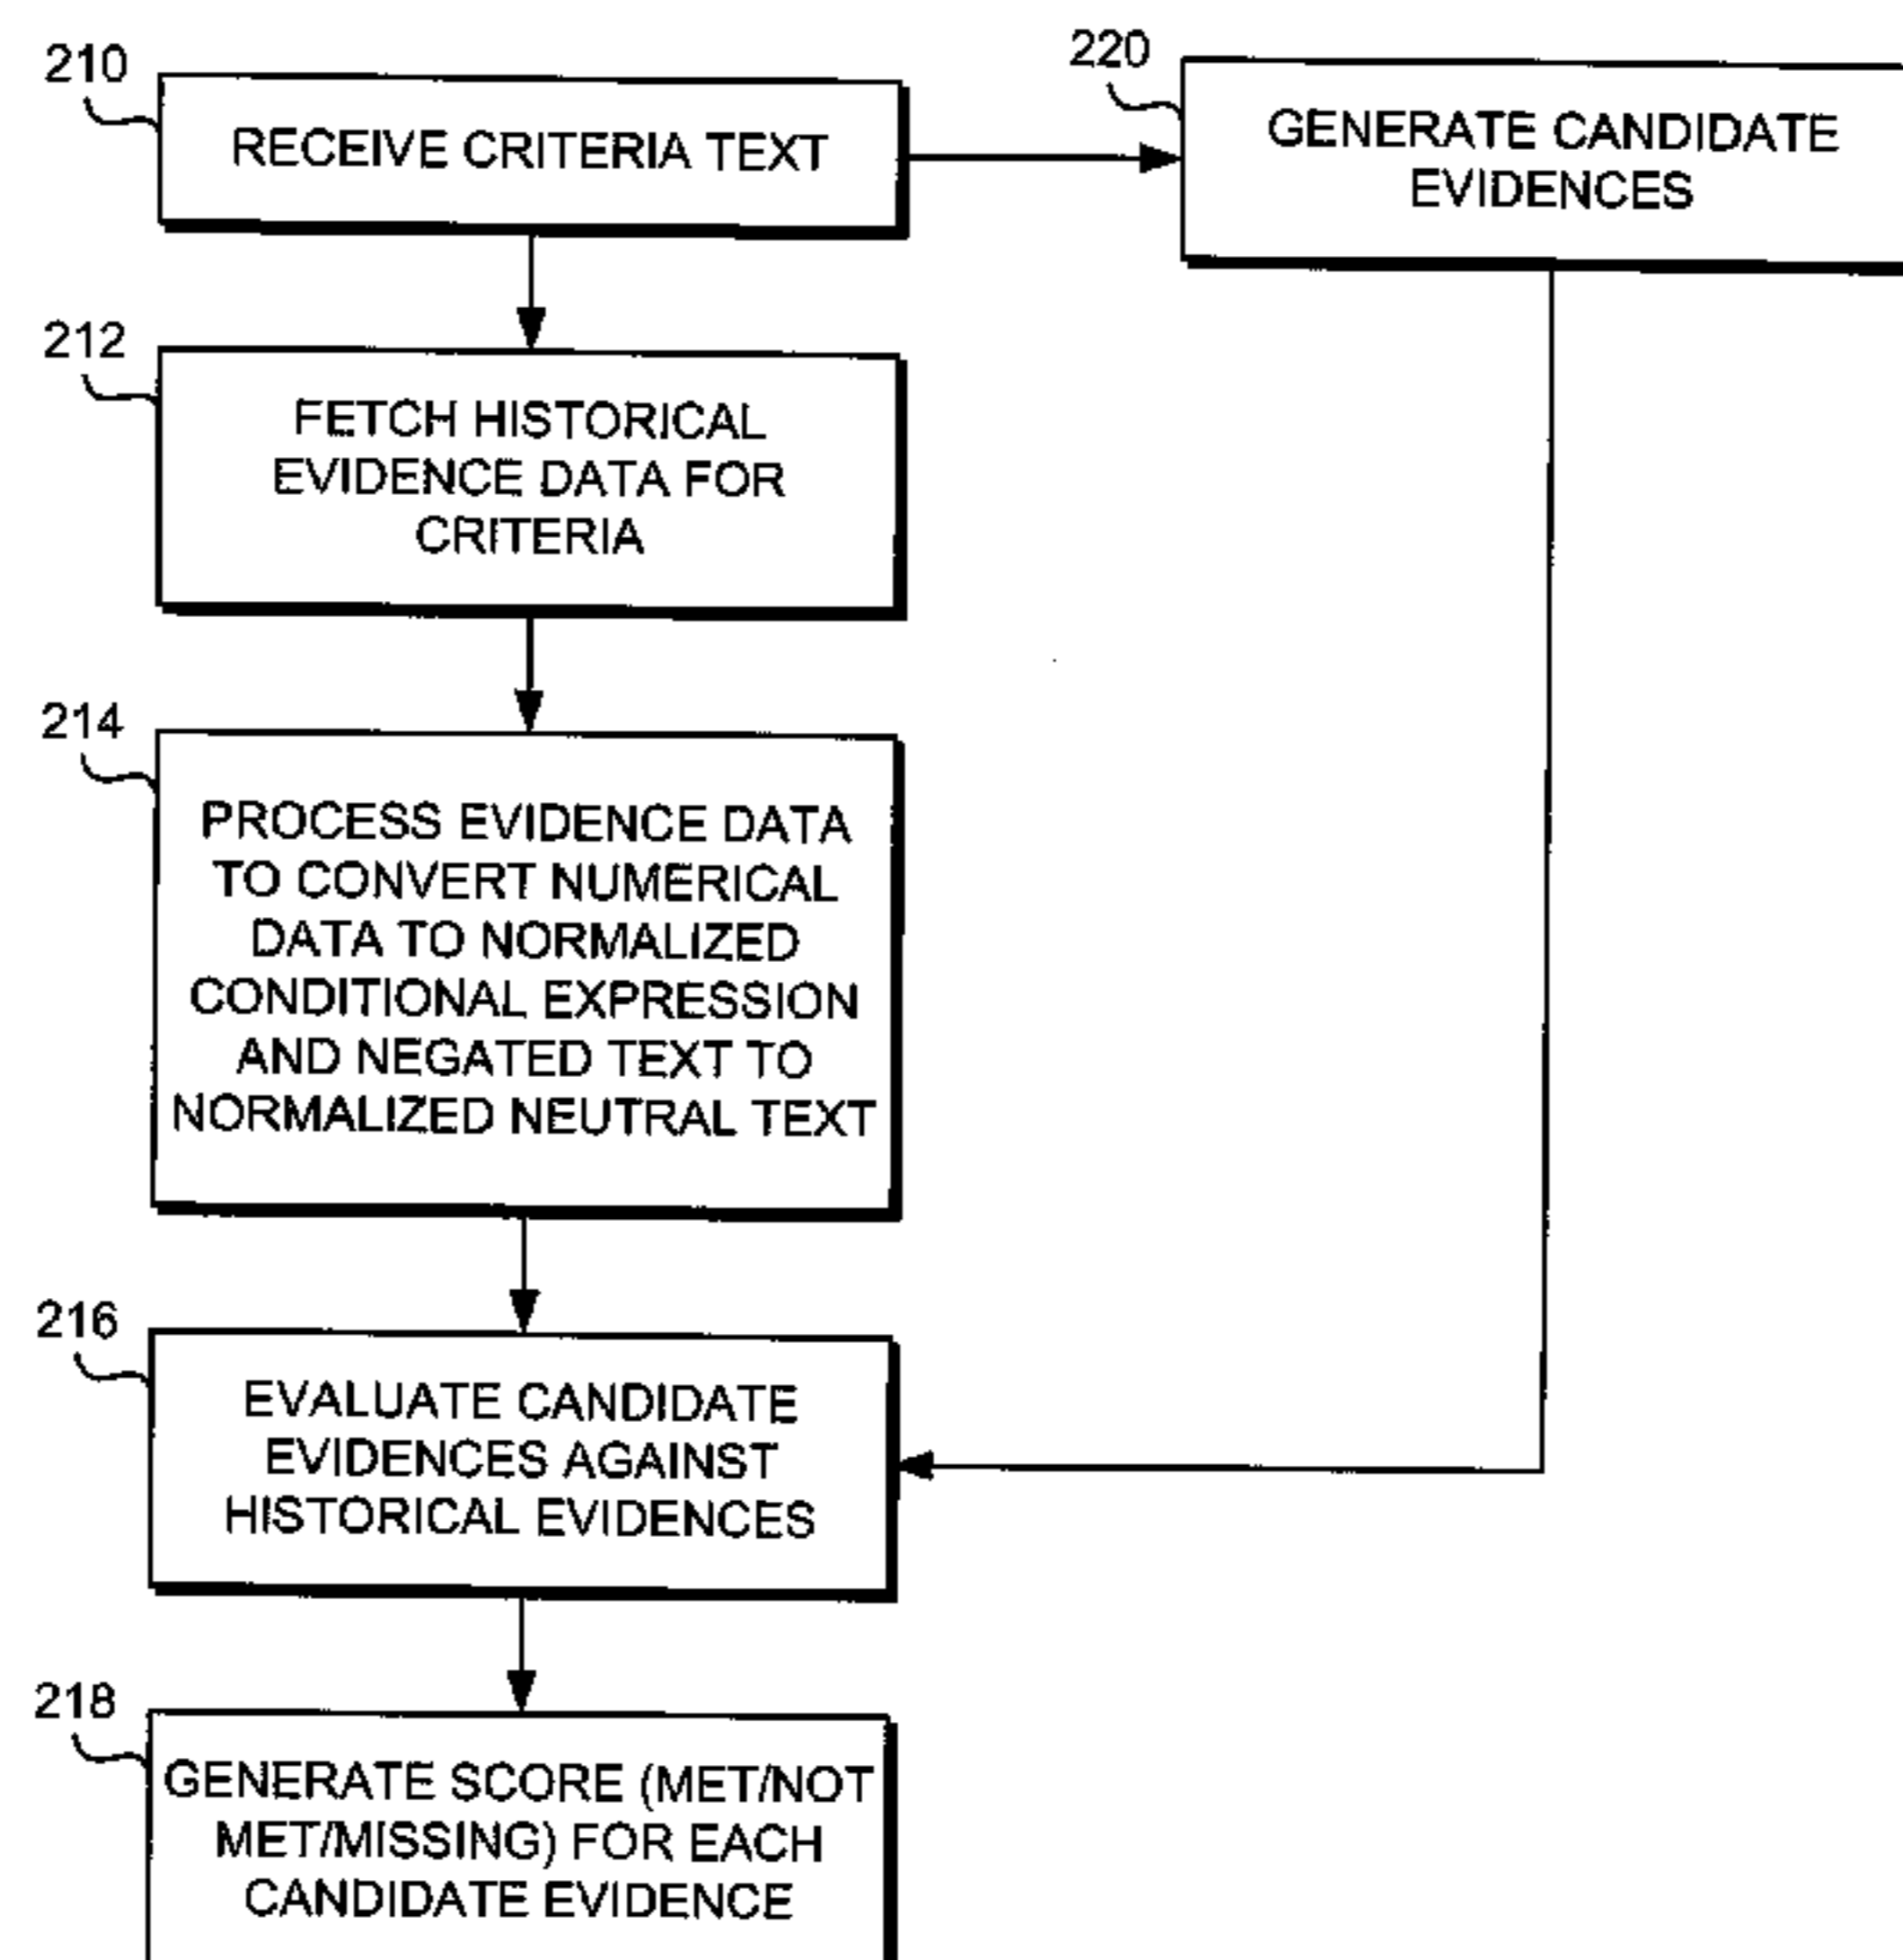 210
RECEIVE CRITERIA TEXT
220
GENERATE CANDIDATE
EVIDENCES
212
FETCH HISTORICAL
EVIDENCE DATA FOR
CRITERIA
214
PROCESS EVIDENCE DATA
TO CONVERT NUMERICAL
DATA TO NORMALIZED
CONDITIONAL EXPRESSION
AND NEGATED TEXT TO
NORMALIZED NEUTRAL TEXT
216
EVALUATE CANDIDATE
EVIDENCES AGAINST
HISTORICAL EVIDENCES
218
GENERATE SCORE (MET/NOT
MET/MISSING) FOR EACH
CANDIDATE EVIDENCE